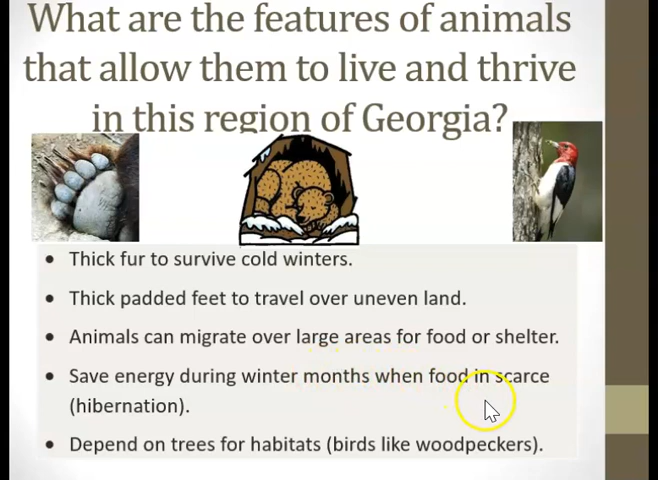 What are the features of animals
that allow them to live and thrive
in this region of Georgia?
• Thick fur to survive cold winters.
• Thick padded feet to travel over uneven land.
• Animals can migrate over large areas for food or shelter.
• Save energy during winter months when food in scarce
(hibernation).
• Depend on trees for habitats (birds like woodpeckers).